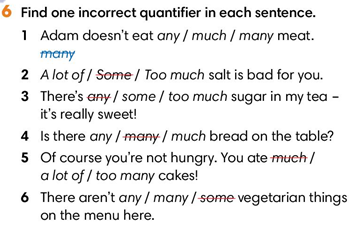 6 Find one incorrect quantifier in each sentence.
1 Adam doesn't eat any / much / many meat.
many
2 A lot of / Some / Too much salt is bad for you.
3 There's any / some / too much sugar in my tea –
it's really sweet!
4 Is there any / many / much bread on the table?
5 Of course you're not hungry. You ate much /
a lot of / too many cakes!
6 There aren't any / many / some vegetarian things
on the menu here.